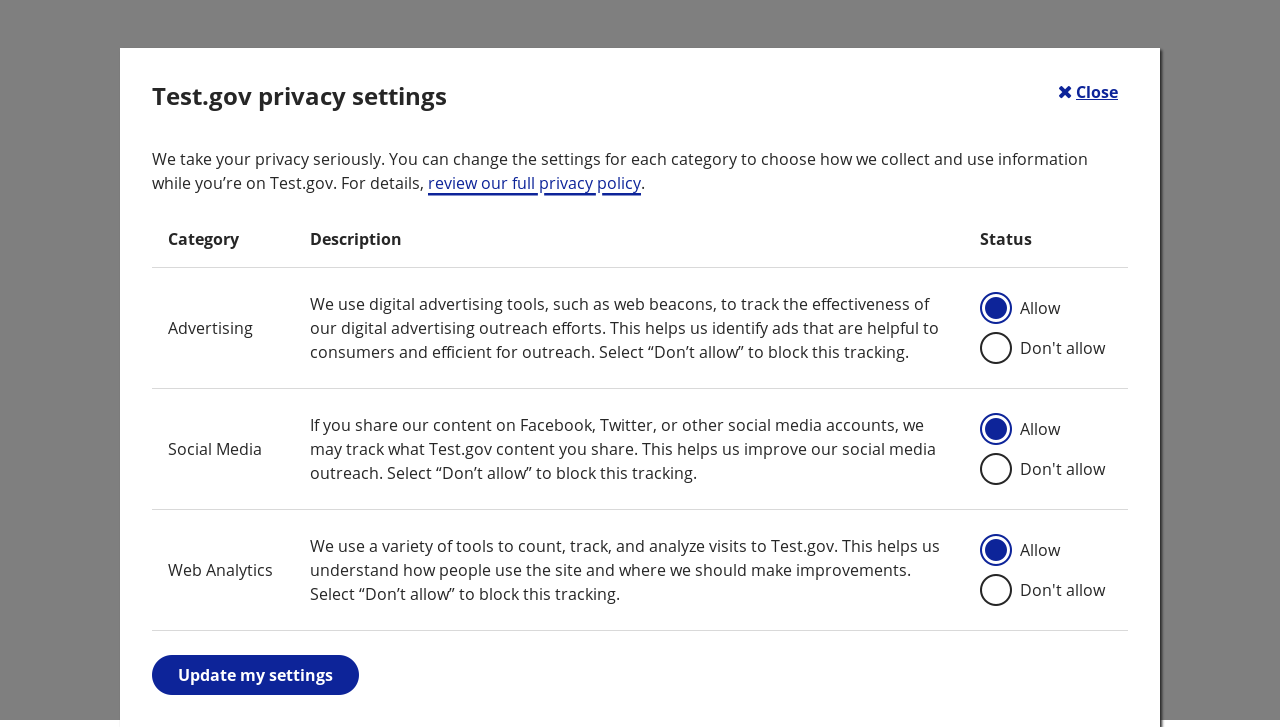 Test.gov privacy settings
✖ Close
We take your privacy seriously. You can change the settings for each category to choose how we collect and use information
while you’re on Test.gov. For details, review our full privacy policy.
Category Description Status
We use digital advertising tools, such as web beacons, to track the effectiveness of
Advertising our digital advertising outreach efforts. This helps us identify ads that are helpful to
consumers and efficient for outreach. Select “Don’t allow” to block this tracking.
Allow
Don't allow
If you share our content on Facebook, Twitter, or other social media accounts, we
Social Media may track what Test.gov content you share. This helps us improve our social media
outreach. Select “Don’t allow” to block this tracking.
Allow
Don't allow
We use a variety of tools to count, track, and analyze visits to Test.gov. This helps us
Web Analytics understand how people use the site and where we should make improvements.
Select “Don’t allow” to block this tracking.
Allow
Don't allow
Update my settings